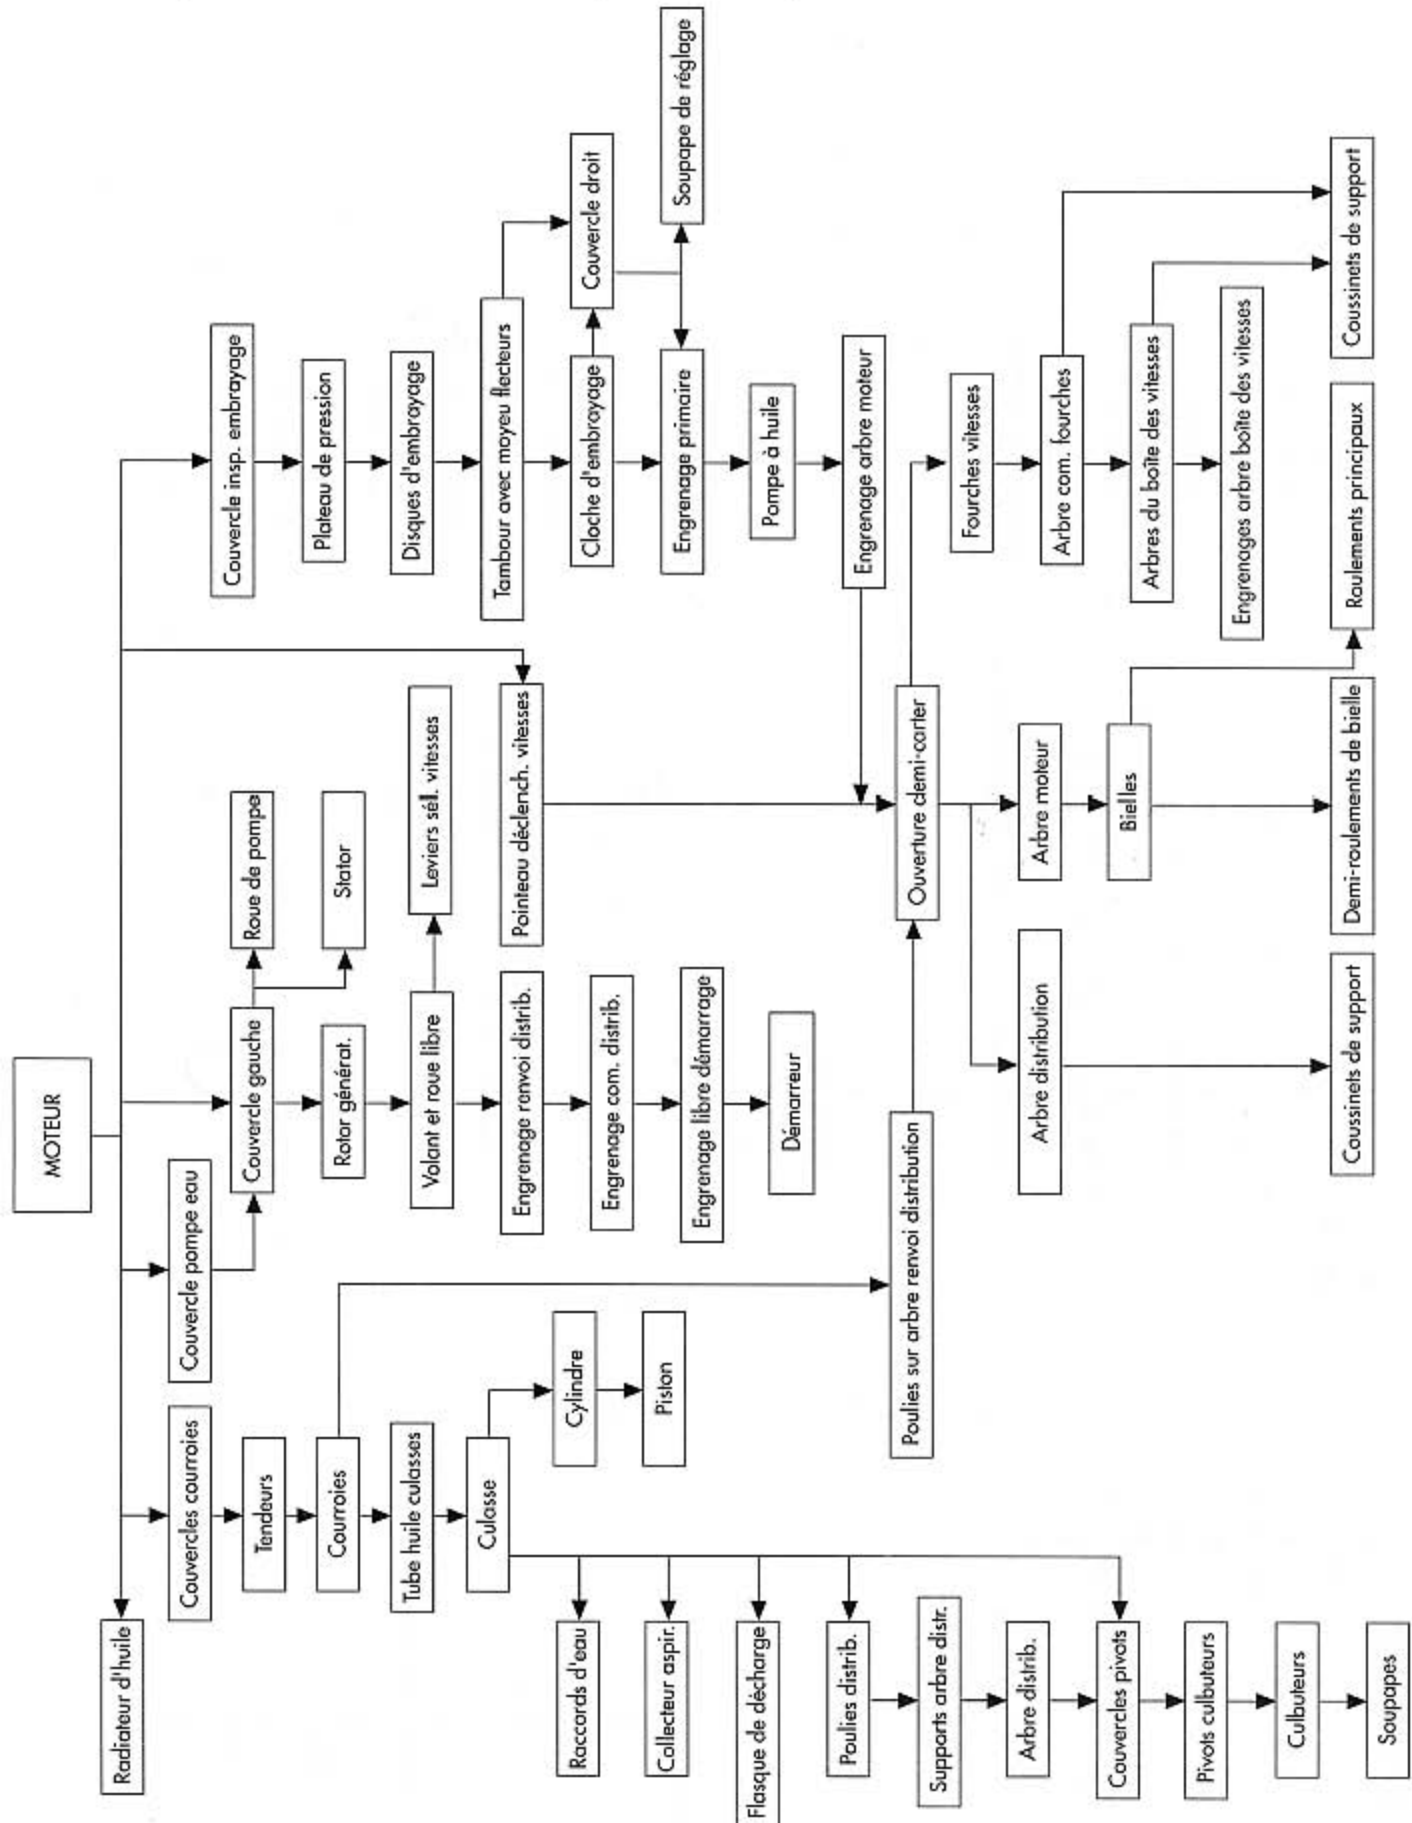 MOTEUR
Radiateur d'huile
Couvercles courroies
Tendeurs
Courroies
Tube huile culasses
Culasse
Cylindre
Piston
Raccords d'eau
Collecteur aspir.
Flasque de décharge
Poulies distrib.
Supports arbre distr.
Arbre distrib.
Couvercles pivots
Pivots culbuteurs
Culbuteurs
Soupapes
Couvercle pompe eau
Couvercle gauche
Roue de pompe
Stator
Rotor générat.
Volant et roue libre
Leviers sél. vitesses
Engrenage renvoi distrib.
Engrenage com. distrib.
Engrenage libre démarrage
Démarreur
Poulies sur arbre renvoi distribution
Pointeau déclench. vitesses
Couvercle insp. embrayage
Plateau de pression
Disques d'embrayage
Tambour avec moyeu flecteurs
Cloche d'embrayage
Couvercle droit
Soupape de réglage
Engrenage primaire
Pompe à huile
Engrenage arbre moteur
Ouverture demi-carter
Fourches vitesses
Arbre com. fourches
Arbres du boîte des vitesses
Engrenages arbre boîte des vitesses
Coussinets de support
Arbre moteur
Bielles
Roulements principaux
Demi-roulements de bielle
Arbre distribution
Coussinets de support